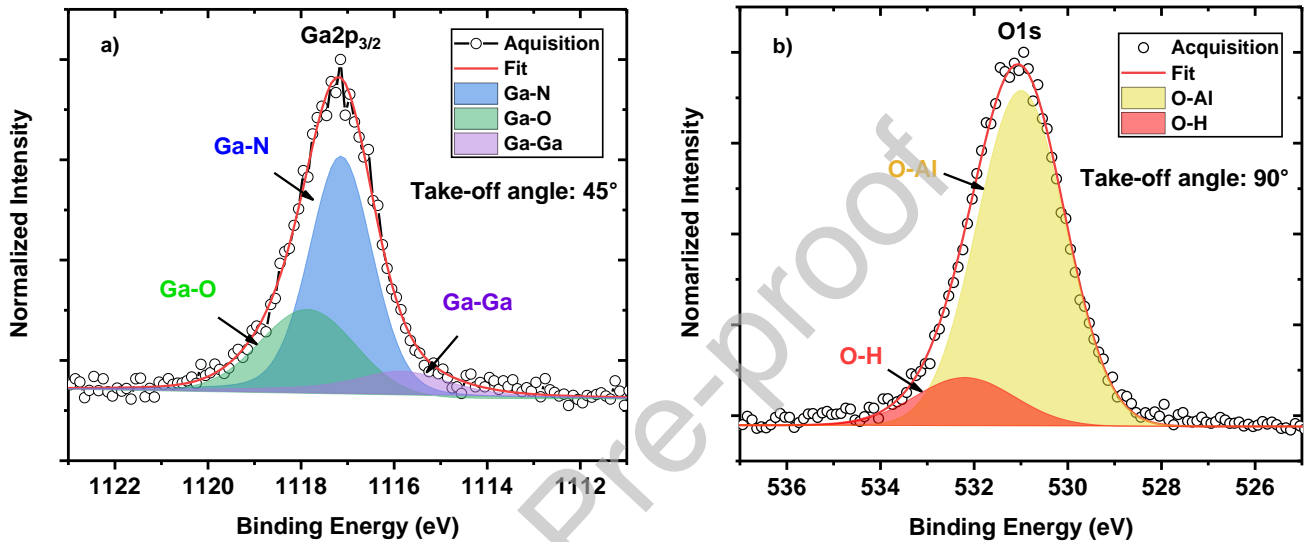 a)
Ga2p3/2
Aquisition
Fit
Ga-N
Ga-O
Ga-Ga
Take-off angle: 45°
Ga-N
Ga-O
Ga-Ga
Normalized Intensity
1122 1120 1118 1116 1114 1112
Binding Energy (eV)
b)
O1s
Acquisition
Fit
O-Al
O-H
Take-off angle: 90°
O-Al
O-H
Nomarlized Intensity
536 534 532 530 528 526
Binding Energy (eV)
Pre-proof